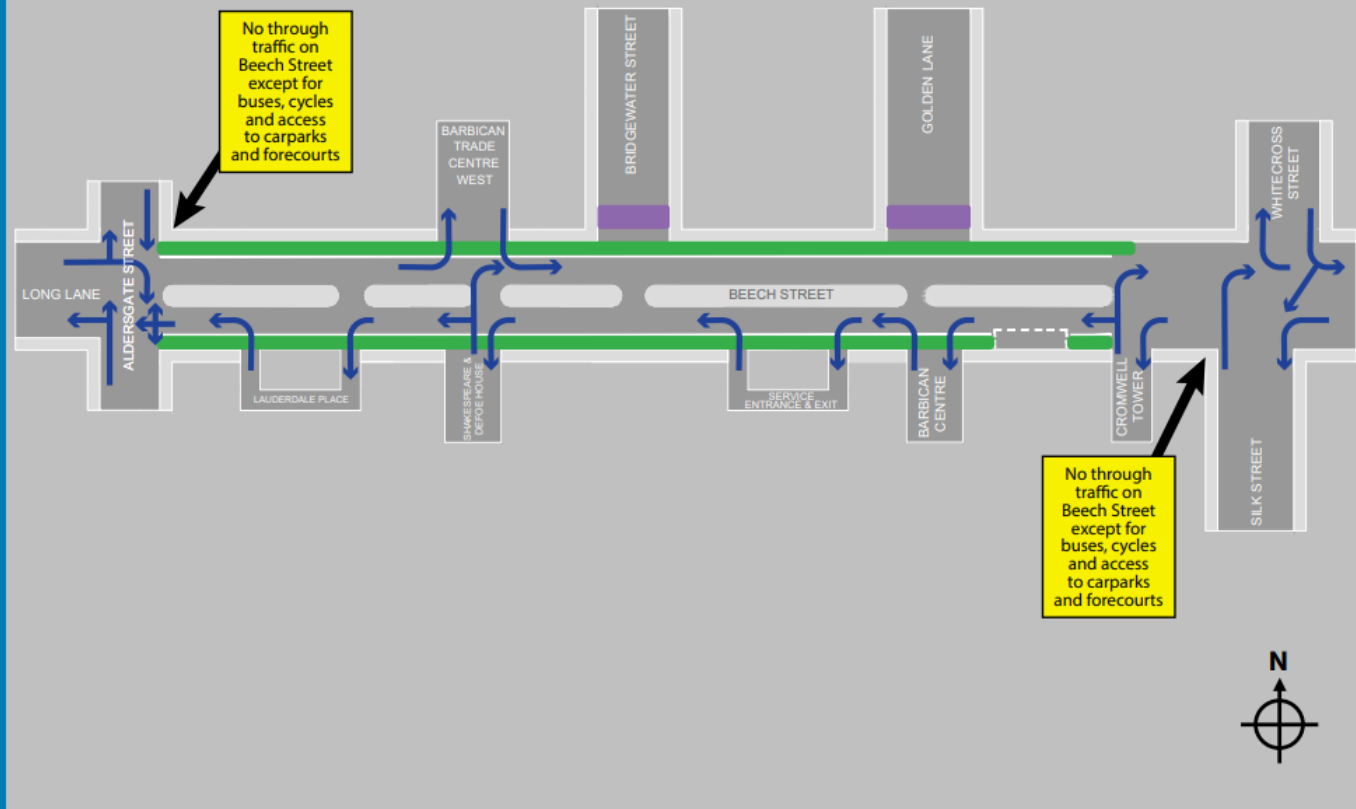 No through
traffic on
Beech Street
except for
buses, cycles
and access
to carparks
and forecourts
BRIDGEWATER STREET
GOLDEN LANE
BARBICAN
TRADE
CENTRE
WEST
WHITECROSS
STREET
ALDERSGATE STREET
LONG LANE
BEECH STREET
LAUDERDALE PLACE
SHAKESPEARE &
DEFOE HOUSE
SERVICE
ENTRANCE & EXIT
BARBICAN
CENTRE
CROMWELL
TOWER
SILK STREET
No through
traffic on
Beech Street
except for
buses, cycles
and access
to carparks
and forecourts
N